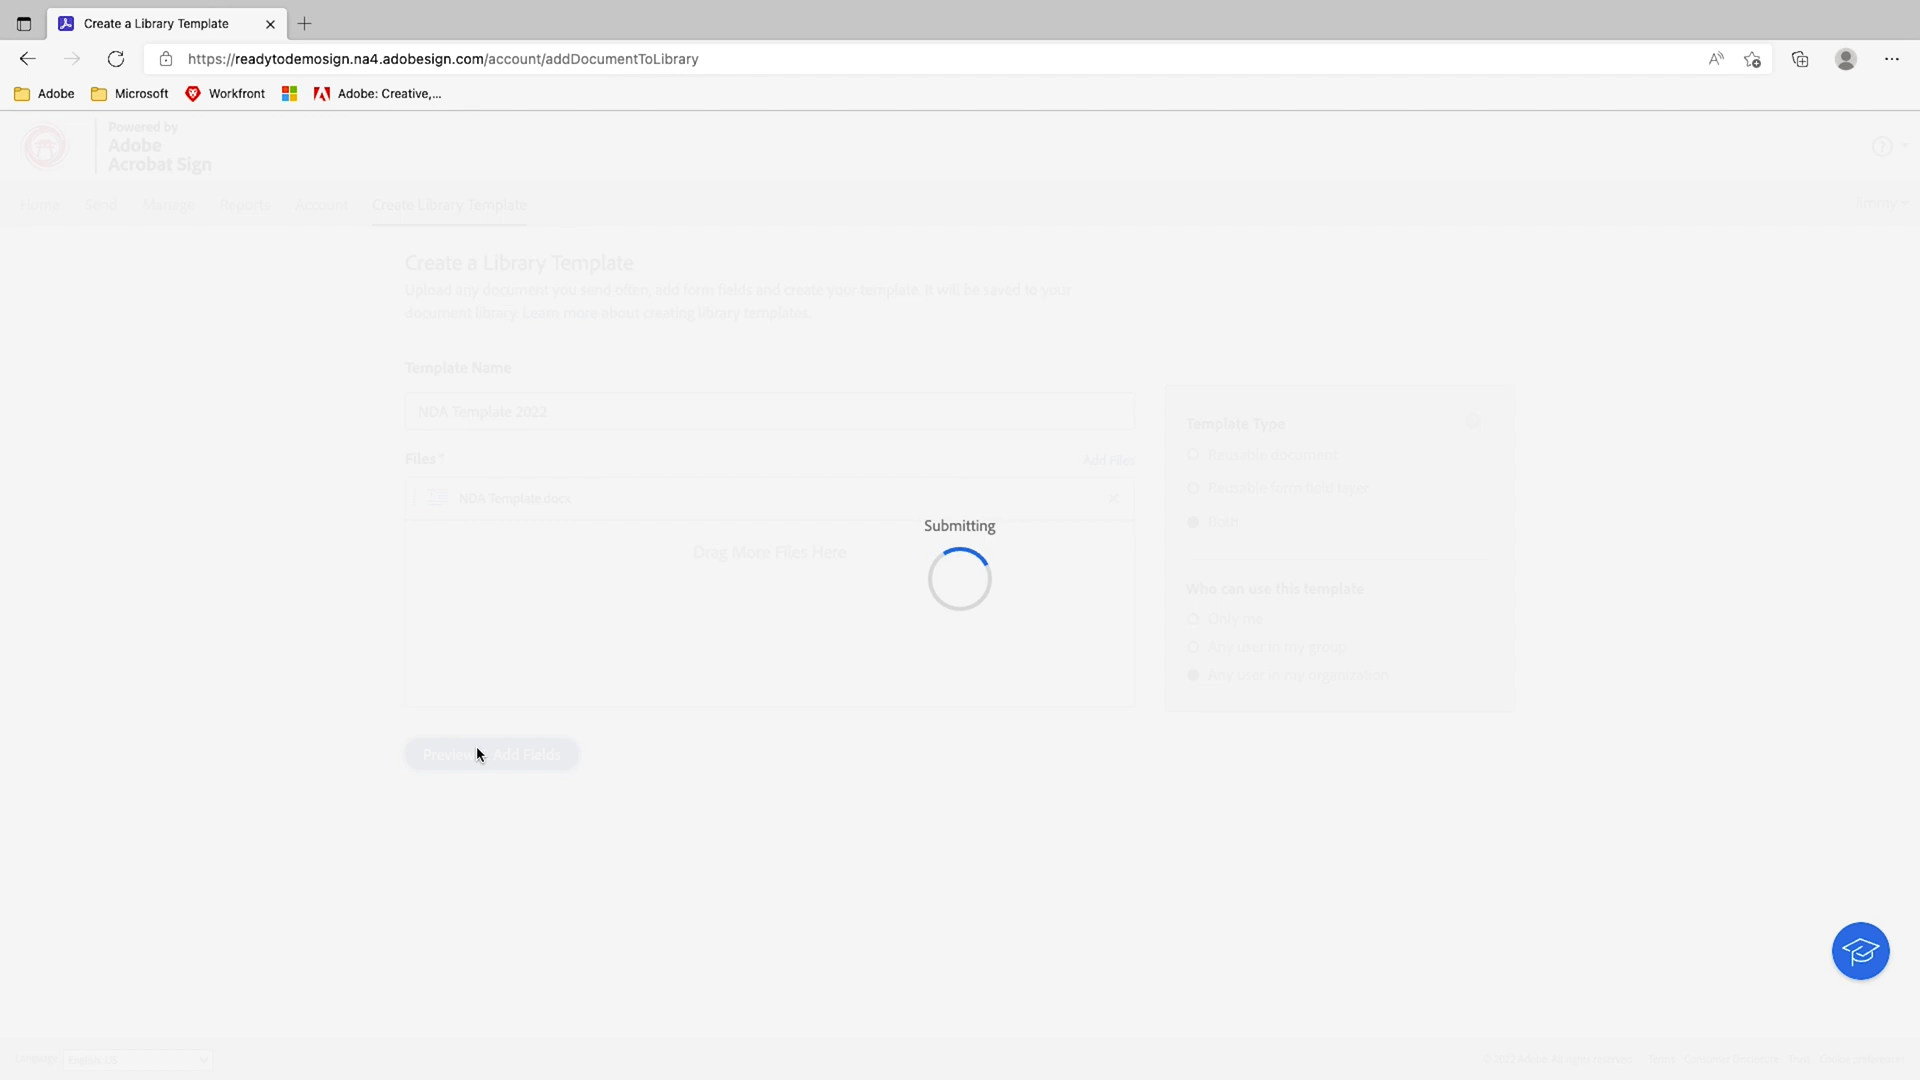 Create a Library Template
https://readytodemosign.na4.adobesign.com/account/addDocumentToLibrary
Adobe
Microsoft
Workfront
Adobe: Creative,...
Powered by
Adobe
Acrobat Sign
Home
Send
Manage
Reports
Account
Create Library Template
Create a Library Template
Upload any document you send often, add form fields and create your template. It will be saved to your
document library. Learn more about creating library templates.
Template Name
NDA Template 2022
Files*
Add Files
NDA Template.docx
Drag More Files Here
Submitting
Template Type
Reusable document
Reusable form field layer
Both
Who can use this template
Only me
Any user in my group
Any user in my organization
Preview Add Fields
Language
English: US